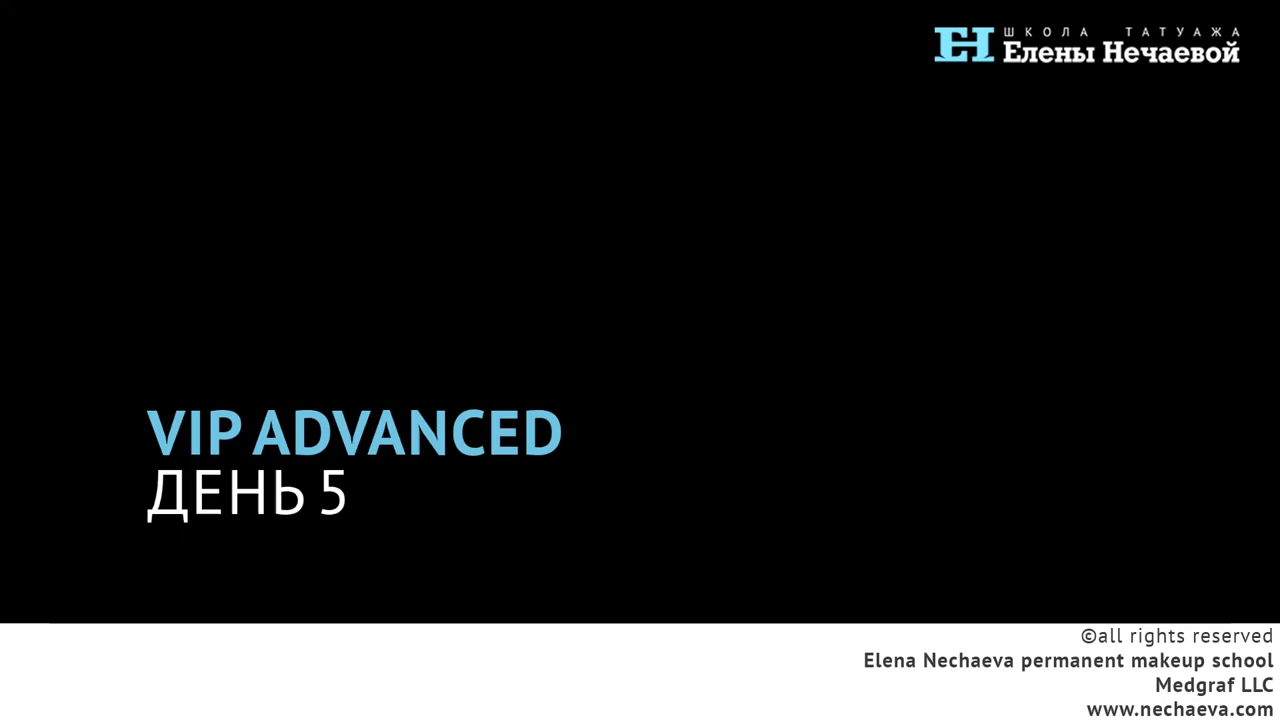 ШКОЛА ТАТУАЖА
ЕН Елены Нечаевой
VIP ADVANCED
ДЕНЬ 5
©all rights reserved
Elena Nechaeva permanent makeup school
Medgraf LLC
www.nechaeva.com